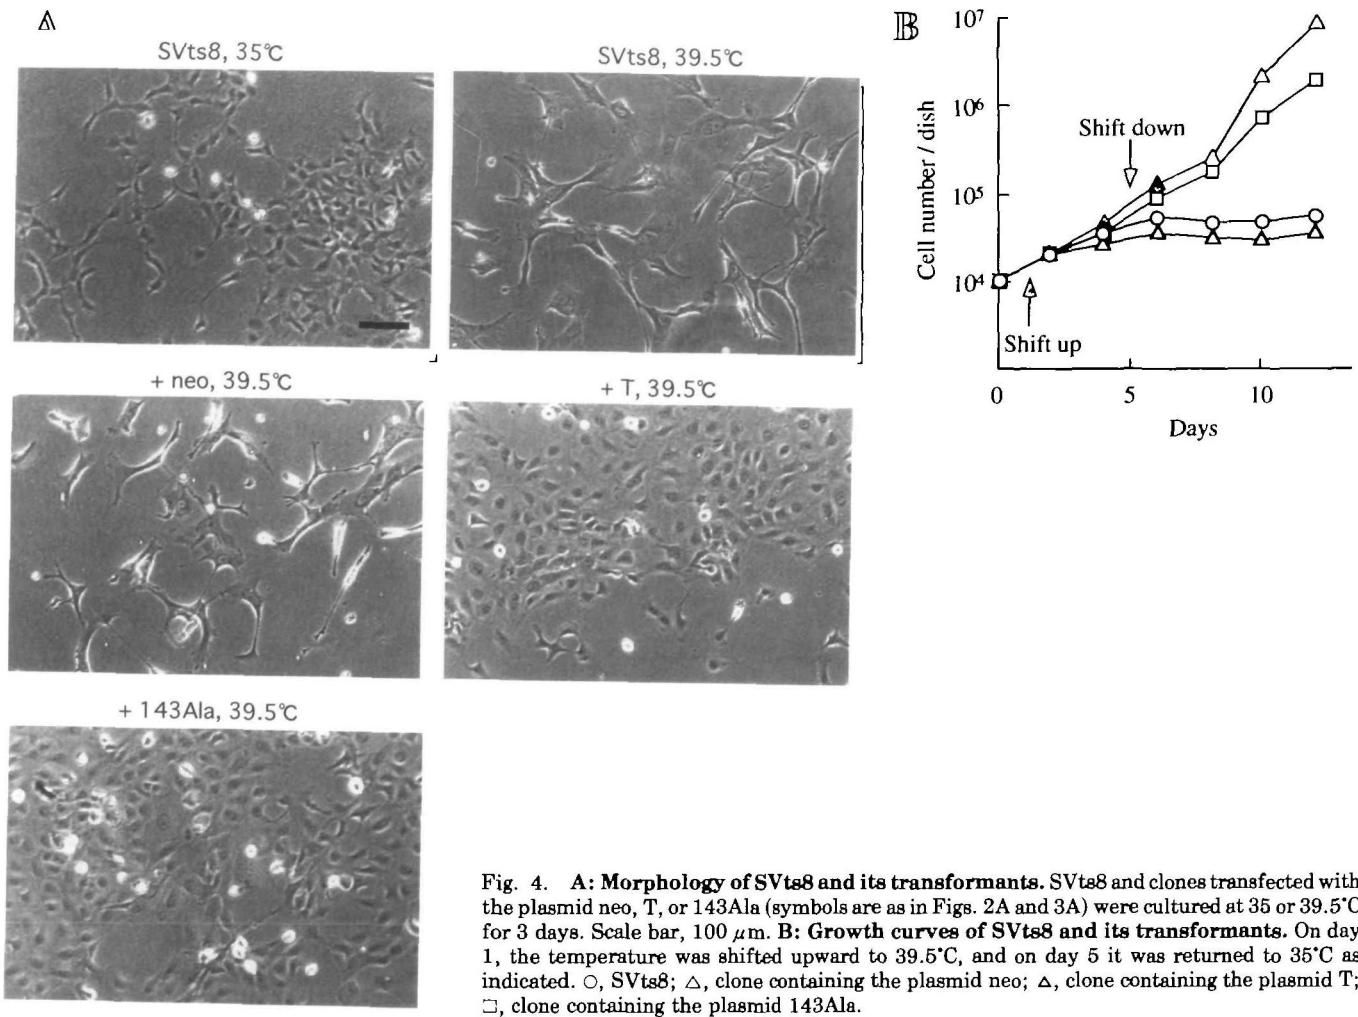 A
SVts8, 35℃
SVts8, 39.5℃
+ neo, 39.5℃
+ T, 39.5℃
+ 143Ala, 39.5℃
B
10⁷
10⁶
10⁵
10⁴
Cell number / dish
Shift down
Shift up
0 5 10
Days
Fig. 4. A: Morphology of SVts8 and its transformants. SVts8 and clones transfected with
the plasmid neo, T, or 143Ala (symbols are as in Figs. 2A and 3A) were cultured at 35 or 39.5°C
for 3 days. Scale bar, 100 μm. B: Growth curves of SVts8 and its transformants. On day
1, the temperature was shifted upward to 39.5°C, and on day 5 it was returned to 35°C as
indicated. ○, SVts8; △, clone containing the plasmid neo; △, clone containing the plasmid T;
□, clone containing the plasmid 143Ala.